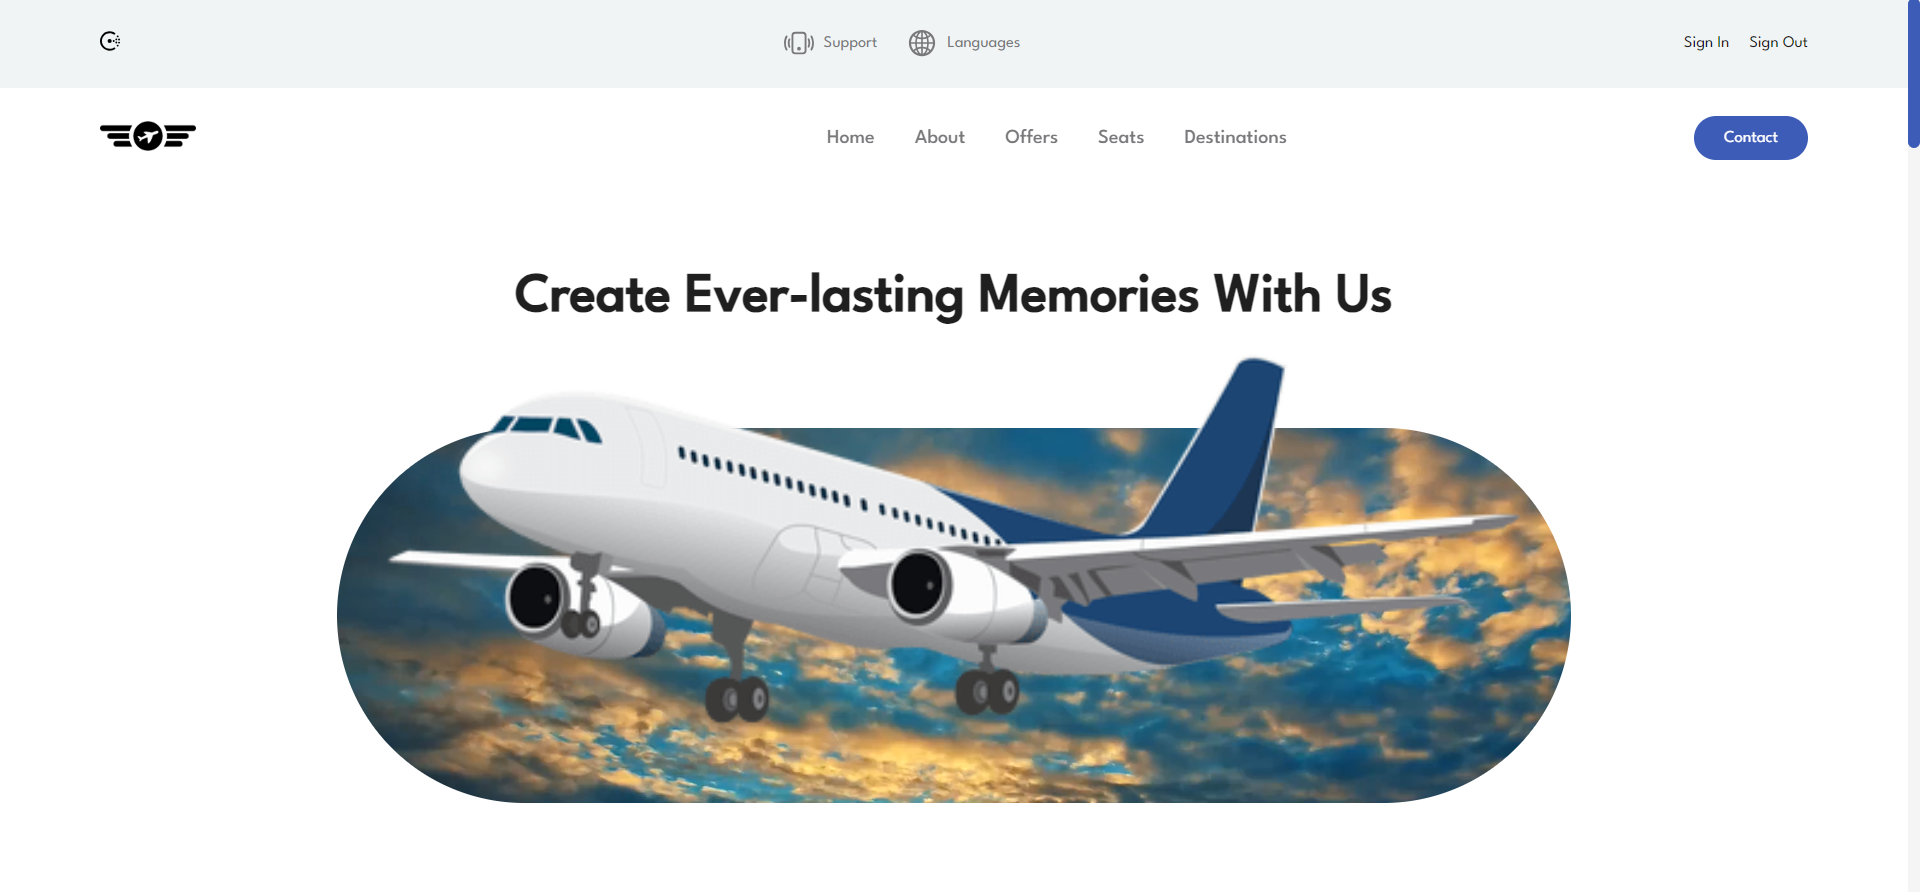 Support Languages Sign In Sign Out
Home About Offers Seats Destinations Contact
Create Ever-lasting Memories With Us